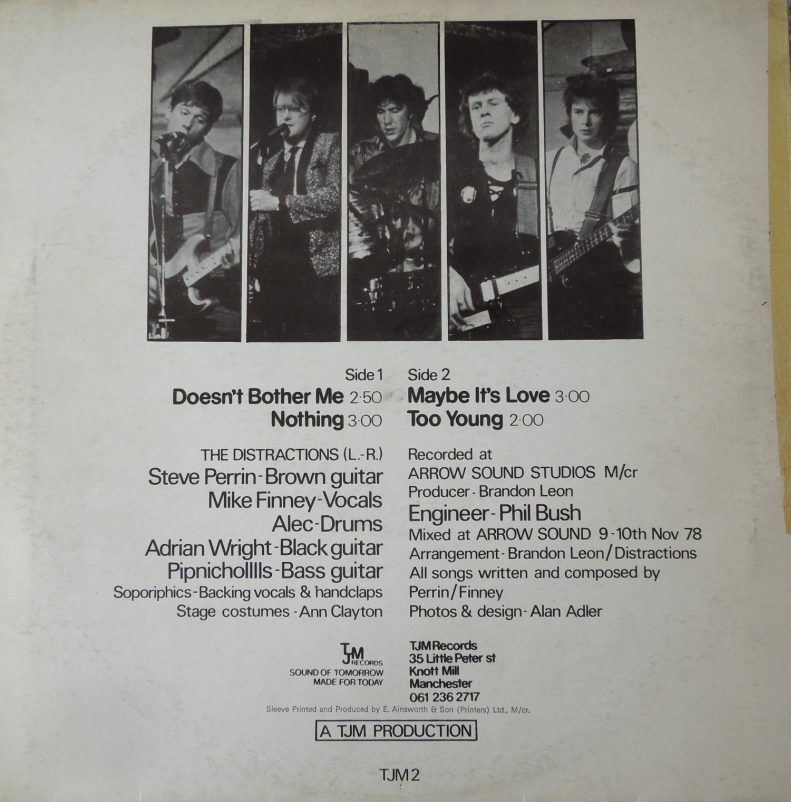 Side 1
Doesn't Bother Me 2·50
Nothing 3·00
THE DISTRACTIONS (L.-R.)
Steve Perrin-Brown guitar
Mike Finney-Vocals
Alec-Drums
Adrian Wright-Black guitar
Pipnicholllls-Bass guitar
Soporiphics-Backing vocals & handclaps
Stage costumes-Ann Clayton
Side 2
Maybe It's Love 3·00
Too Young 2·00
Recorded at
ARROW SOUND STUDIOS M/cr
Producer-Brandon Leon
Engineer-Phil Bush
Mixed at ARROW SOUND 9-10th Nov 78
Arrangement-Brandon Leon/Distractions
All songs written and composed by
Perrin/Finney
Photos & design-Alan Adler
TJM
RECORDS
SOUND OF TOMORROW
MADE FOR TODAY
TJM Records
35 Little Peter st
Knott Mill
Manchester
061 236 2717
Sleeve Printed and Produced by E. Ainsworth & Son (Printers) Ltd., M/cr.
A TJM PRODUCTION
TJM 2